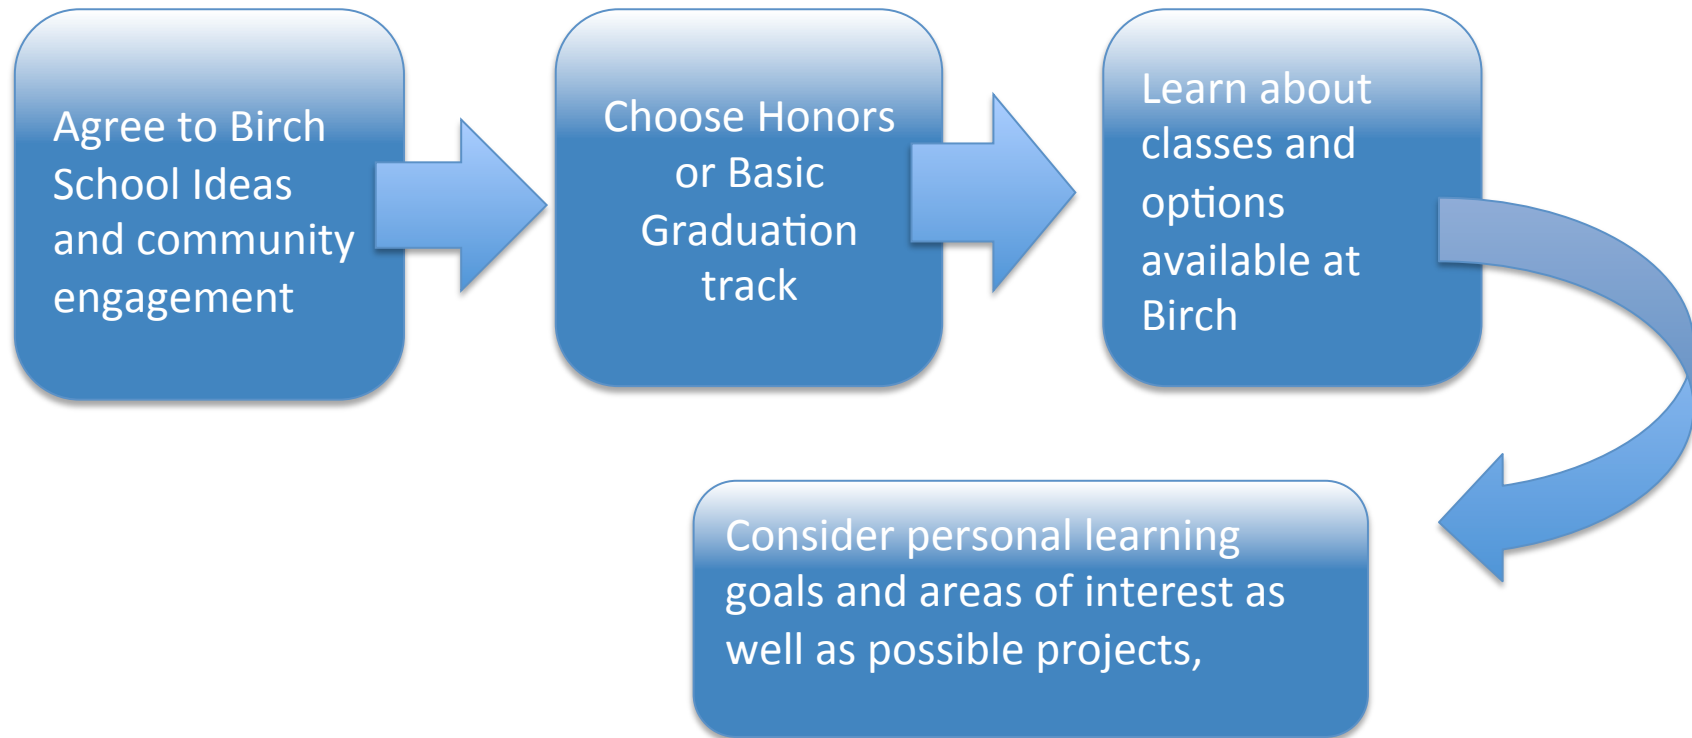 Agree to Birch
School Ideas
and community
engagement
Choose Honors
or Basic
Graduation
track
Learn about
classes and
options
available at
Birch
Consider personal learning
goals and areas of interest as
well as possible projects,